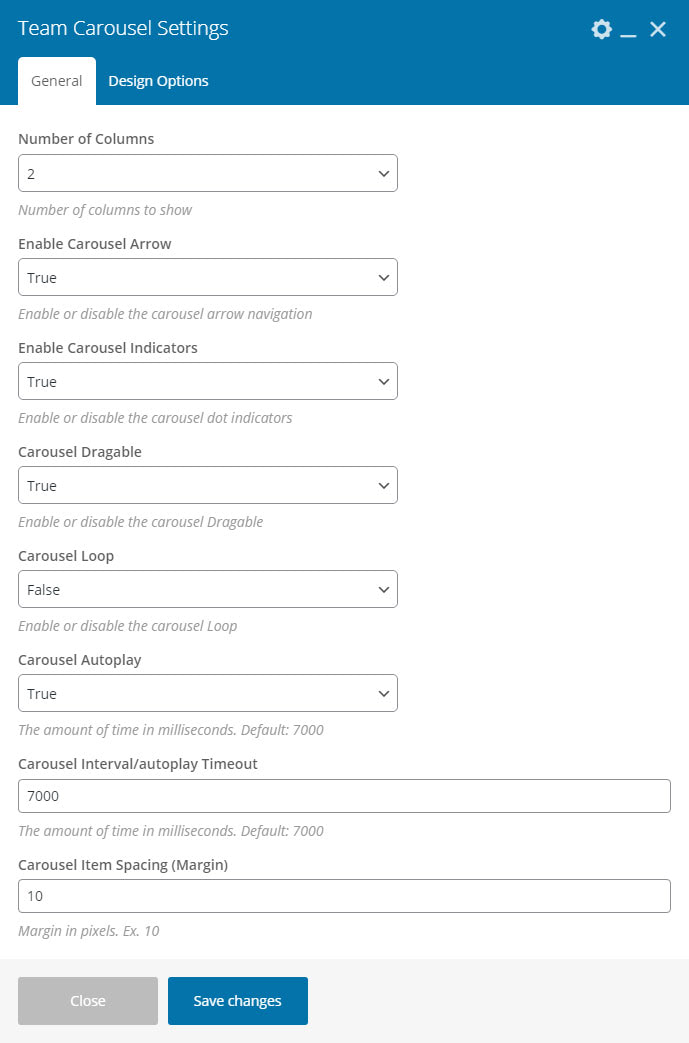 Team Carousel Settings
General
Design Options
Number of Columns
2
Number of columns to show
Enable Carousel Arrow
True
Enable or disable the carousel arrow navigation
Enable Carousel Indicators
True
Enable or disable the carousel dot indicators
Carousel Dragable
True
Enable or disable the carousel Dragable
Carousel Loop
False
Enable or disable the carousel Loop
Carousel Autoplay
True
The amount of time in milliseconds. Default: 7000
Carousel Interval/autoplay Timeout
7000
The amount of time in milliseconds. Default: 7000
Carousel Item Spacing (Margin)
10
Margin in pixels. Ex. 10
Close
Save changes